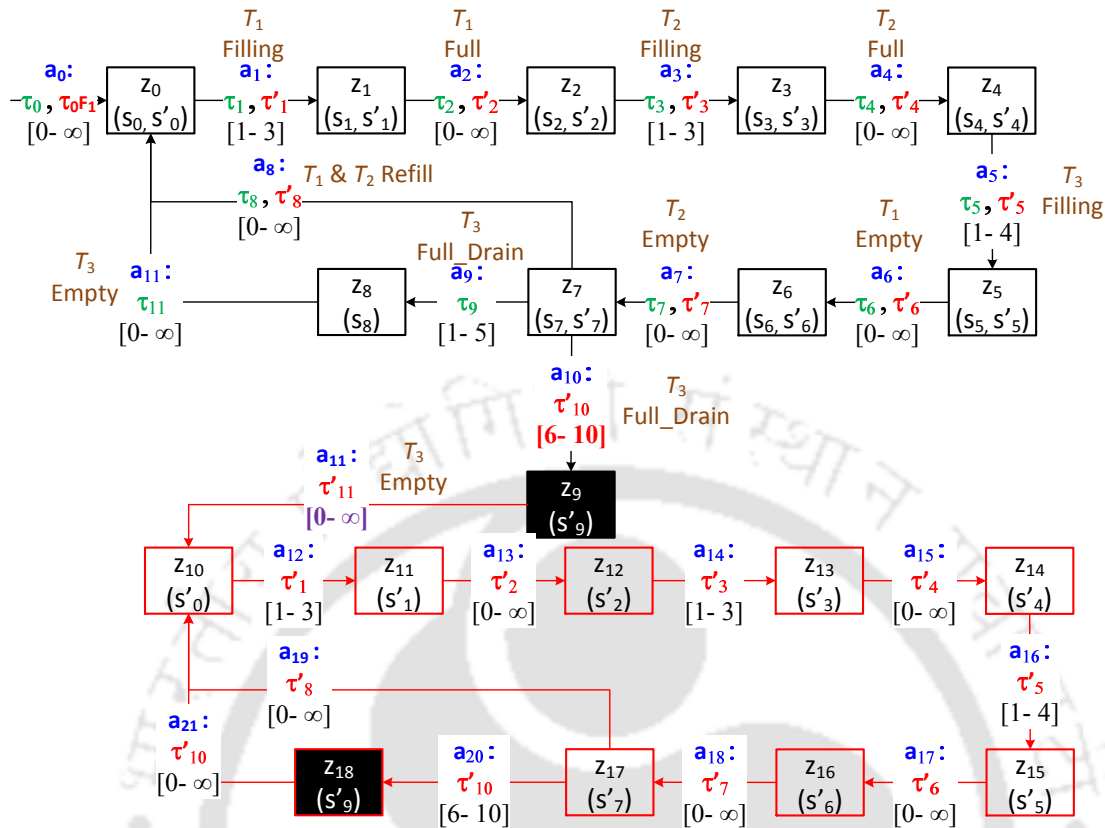 T1 Filling
T1 Full
T2 Filling
T2 Full
a0: τ0, τ0F1 [0- ∞]
z0 (s0, s'0)
a1: τ1, τ'1 [1- 3]
z1 (s1, s'1)
a2: τ2, τ'2 [0- ∞]
z2 (s2, s'2)
a3: τ3, τ'3 [1- 3]
z3 (s3, s'3)
a4: τ4, τ'4 [0- ∞]
z4 (s4, s'4)
a5: τ5, τ'5 [1- 4]
T3 Filling
a8: τ8, τ'8 [0- ∞]
T1 & T2 Refill
T3 Empty
a11: τ11 [0- ∞]
z8 (s8)
T3 Full_Drain
a9: τ9 [1- 5]
z7 (s7, s'7)
T2 Empty
a7: τ7, τ'7 [0- ∞]
z6 (s6, s'6)
T1 Empty
a6: τ6, τ'6 [0- ∞]
z5 (s5, s'5)
a10: τ'10 [6- 10]
T3 Full_Drain
z9 (s'9)
a11: τ'11 [0- ∞]
T3 Empty
z10 (s'0)
a12: τ'1 [1- 3]
z11 (s'1)
a13: τ'2 [0- ∞]
z12 (s'2)
a14: τ'3 [1- 3]
z13 (s'3)
a15: τ'4 [0- ∞]
z14 (s'4)
a16: τ'5 [1- 4]
a19: τ'8 [0- ∞]
a21: τ'10 [0- ∞]
z18 (s'9)
a20: τ'10 [6- 10]
z17 (s'7)
a18: τ'7 [0- ∞]
z16 (s'6)
a17: τ'6 [0- ∞]
z15 (s'5)